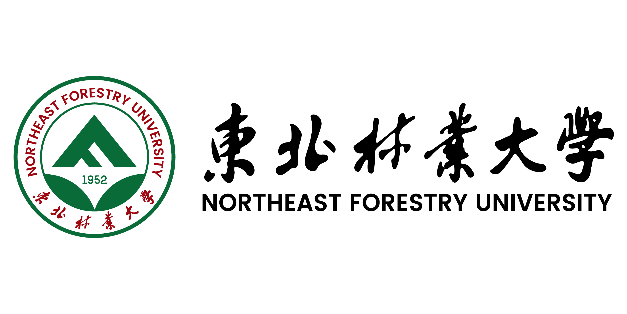 NORTHEAST FORESTRY UNIVERSITY
1952
東北林業大學
東北林業大學
NORTHEAST FORESTRY UNIVERSITY